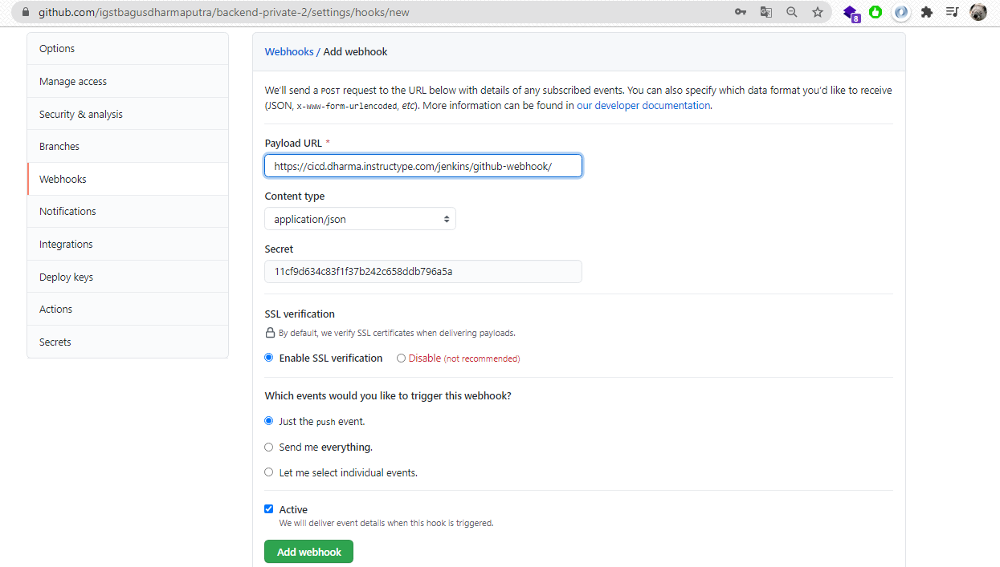 github.com/igstbagusdharmaputra/backend-private-2/settings/hooks/new
8
Options
Manage access
Security & analysis
Branches
Webhooks
Notifications
Integrations
Deploy keys
Actions
Secrets
Webhooks / Add webhook
We'll send a POST request to the URL below with details of any subscribed events. You can also specify which data format you'd like to receive
(JSON, x-www-form-urlencoded, etc). More information can be found in our developer documentation.
Payload URL *
https://cicd.dharma.instructype.com/jenkins/github-webhook/
Content type
application/json
Secret
11cf9d634c83f1f37b242c658ddb796a5a
SSL verification
By default, we verify SSL certificates when delivering payloads.
Enable SSL verification Disable (not recommended)
Which events would you like to trigger this webhook?
Just the push event.
Send me everything.
Let me select individual events.
Active
We will deliver event details when this hook is triggered.
Add webhook